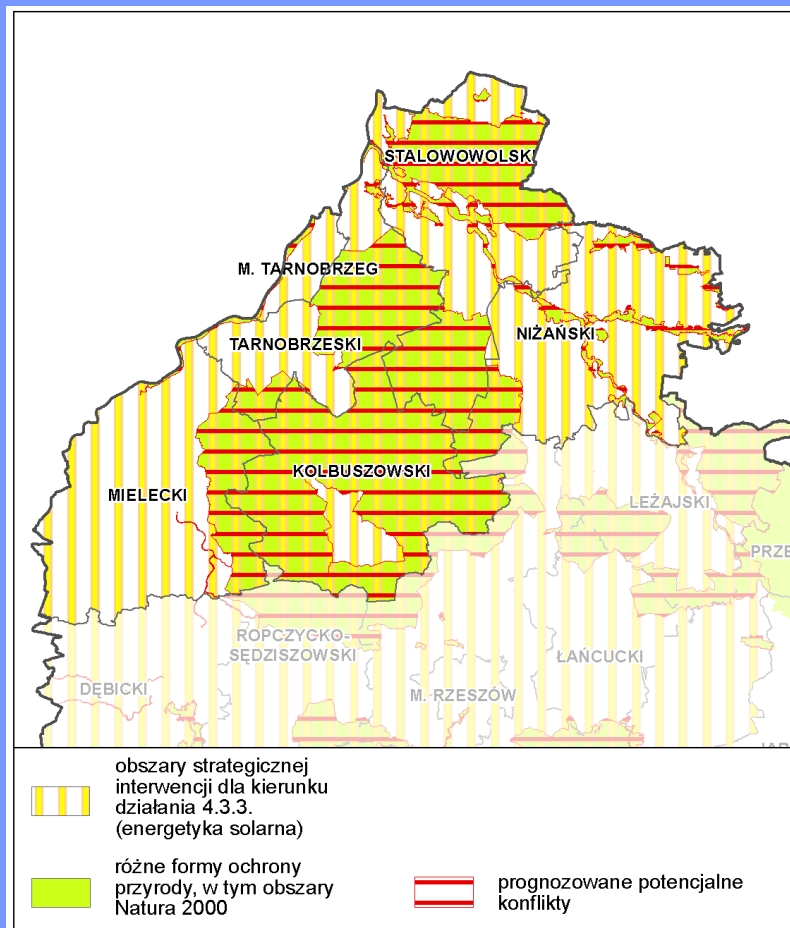 STALOWOWOLSKI
M. TARNOBRZEG
TARNOBRZESKI
NIŻAŃSKI
KOLBUSZOWSKI
MIELECKI
LEŻAJSKI
PRZE
ROPCZYCKO-
SĘDZISZOWSKI
ŁAŃCUCKI
DĘBICKI
M. RZESZÓW
obszary strategicznej
interwencji dla kierunku
działania 4.3.3.
(energetyka solarna)
różne formy ochrony
przyrody, w tym obszary
Natura 2000
prognozowane potencjalne
konflikty